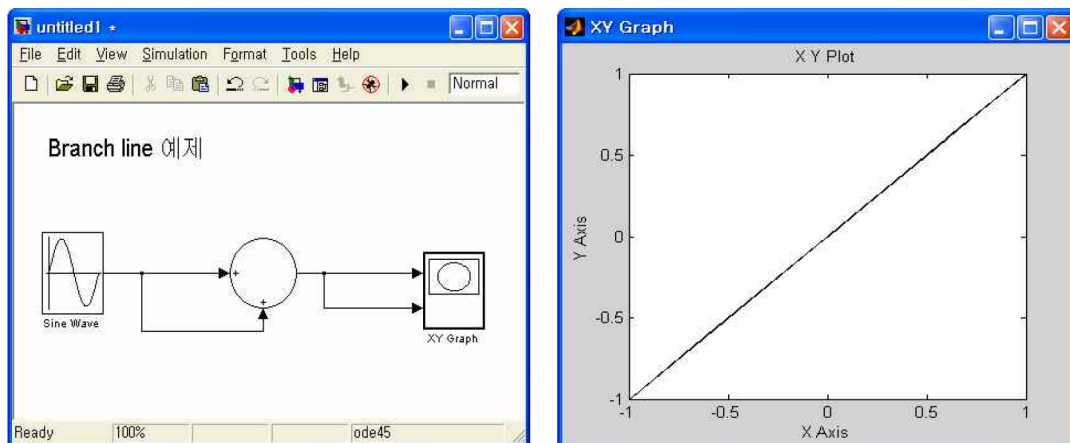 untitled1 *
File Edit View Simulation Format Tools Help
Normal
Branch line 예제
+
+
Sine Wave
XY Graph
Ready 100% ode45
XY Graph
X Y Plot
1
0.5
0
-0.5
-1
Y Axis
-1 -0.5 0 0.5 1
X Axis